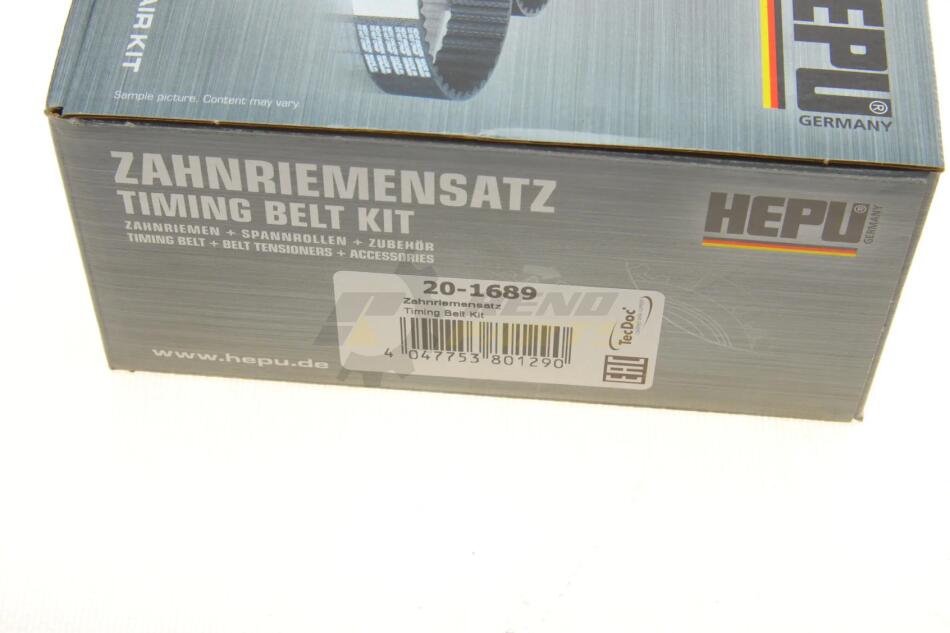 AIR KIT
Sample picture. Content may vary.
HEPU®
GERMANY
ZAHNRIEMENSATZ
TIMING BELT KIT
ZAHNRIEMEN + SPANNROLLEN + ZUBEHÖR
TIMING BELT + BELT TENSIONERS + ACCESSORIES
HEPU®
GERMANY
20-1689
Zahnriemensatz
Timing Belt Kit
4 047753 801290
TecDoc
EAC
www.hepu.de